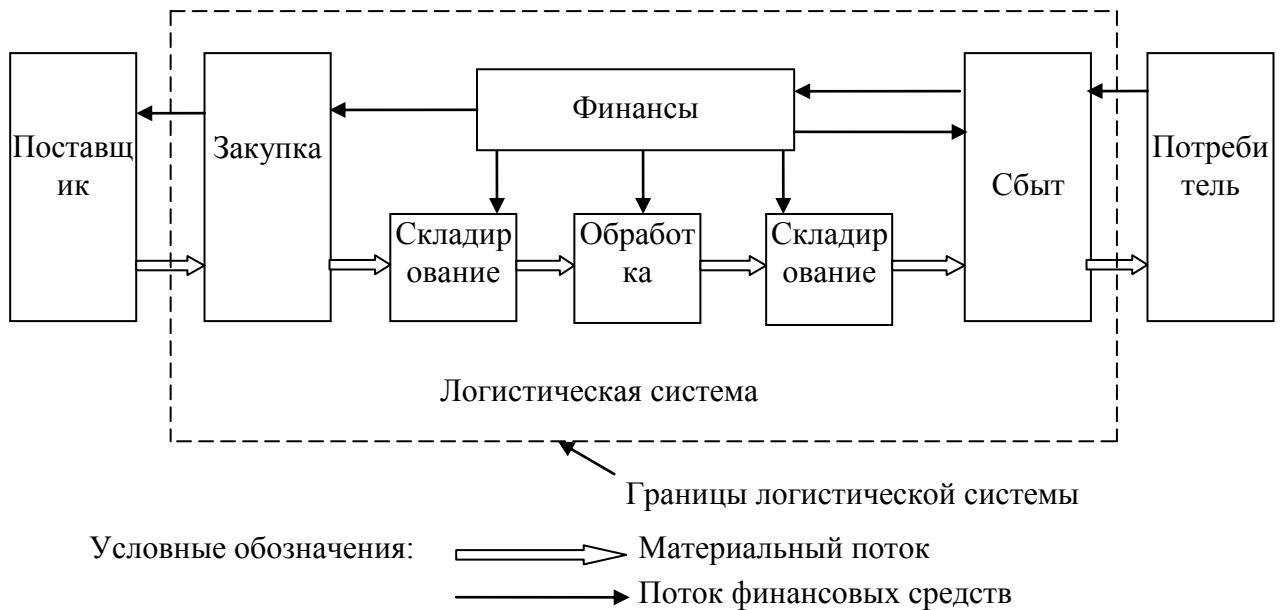 Финансы
Поставщ
ик
Закупка
Сбыт
Потреби
тель
Складир
ование
Обработ
ка
Складир
ование
Логистическая система
Границы логистической системы
Условные обозначения:
Материальный поток
Поток финансовых средств